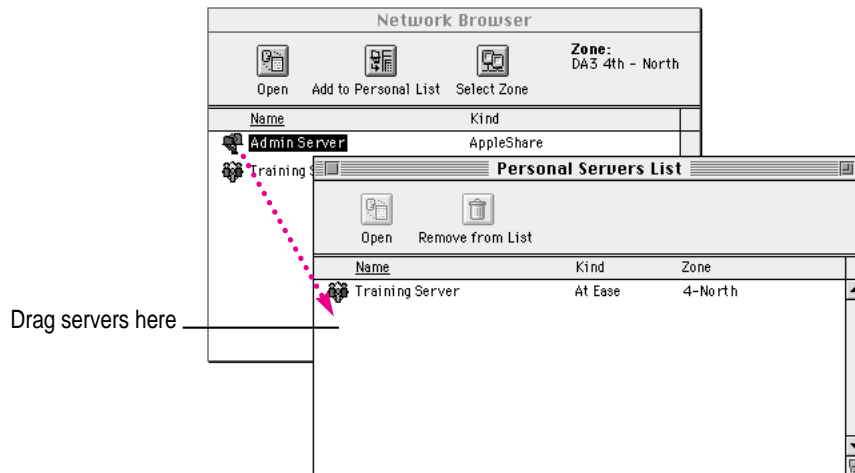 Network Browser
Open
Add to Personal List
Select Zone
Zone:
DA3 4th - North
Name Kind
Admin Server AppleShare
Training
Personal Servers List
Open
Remove from List
Name Kind Zone
Training Server At Ease 4-North
Drag servers here